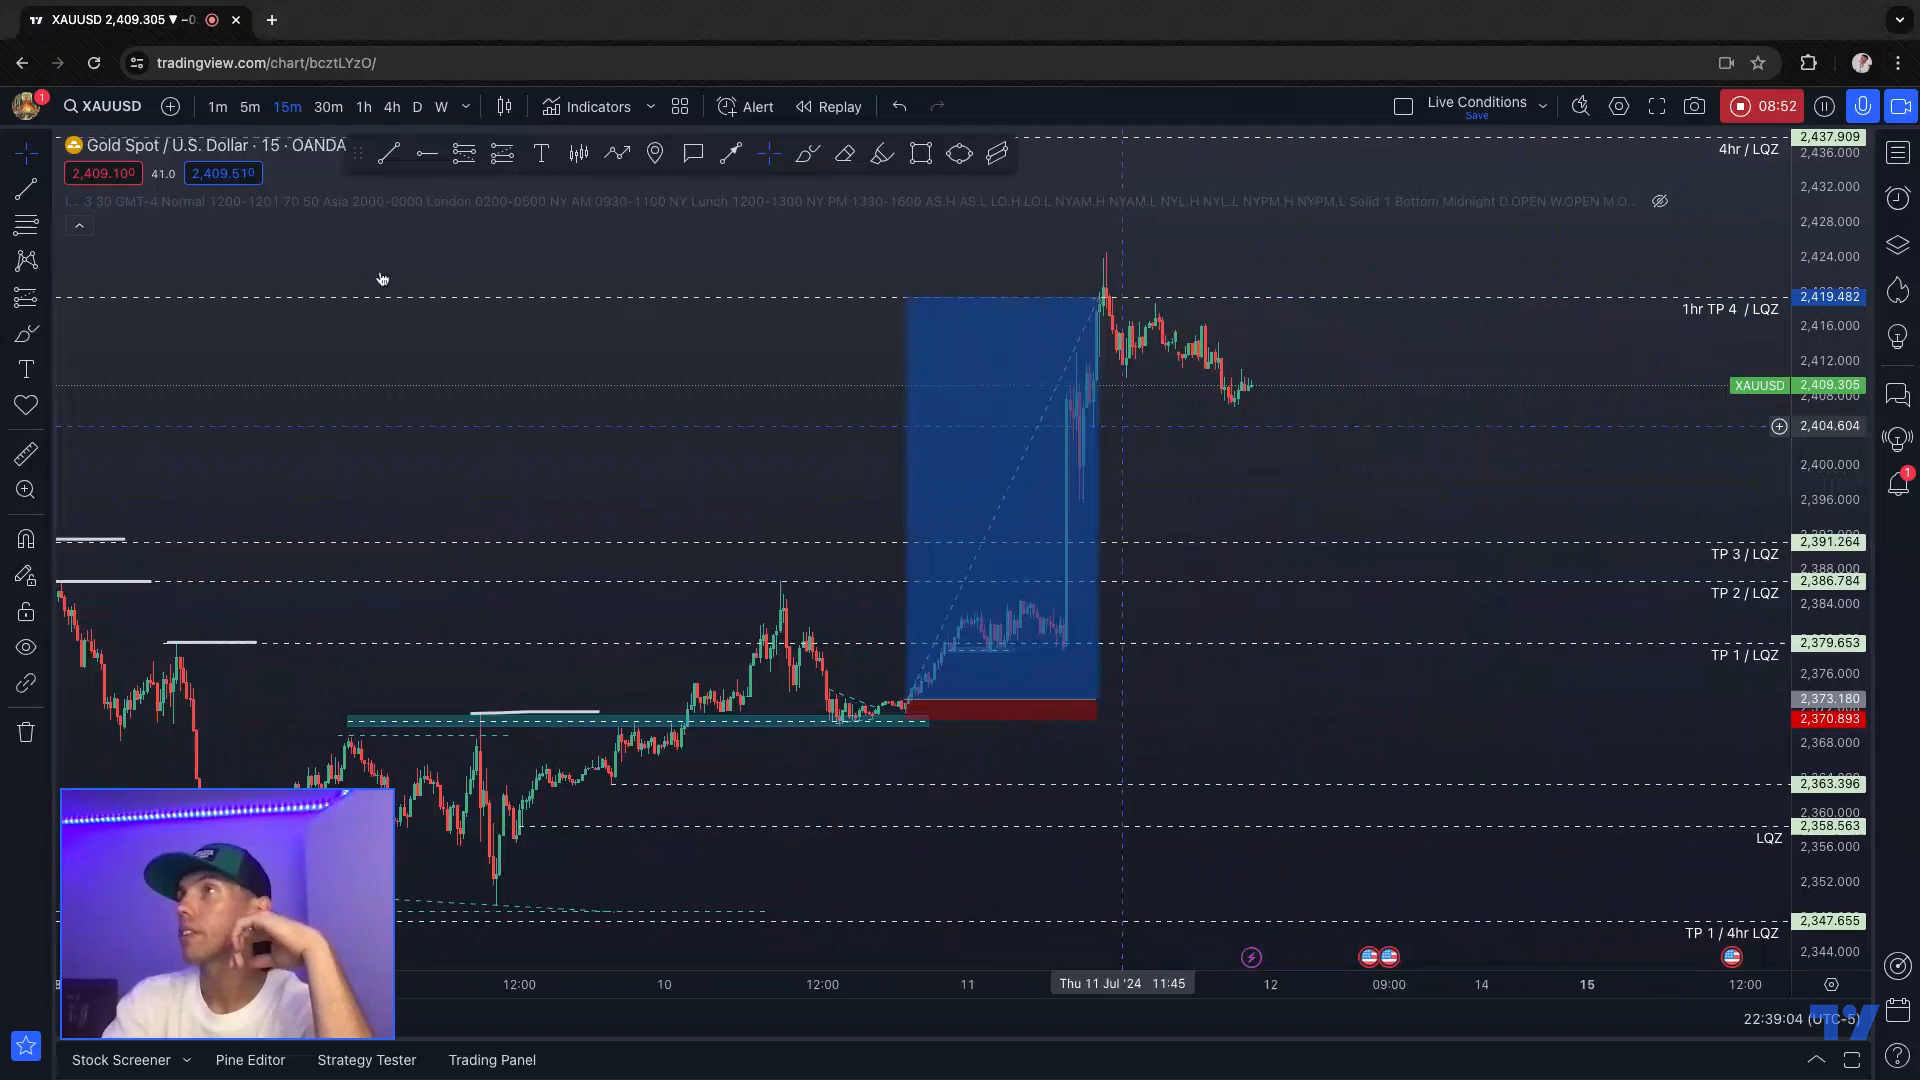 XAUUSD 2,409.305 ▼ −0.
tradingview.com/chart/bcztLYzO/
1
XAUUSD
1m 5m 15m 30m 1h 4h D W
Indicators
Alert
Replay
Live Conditions
Save
08:52
Gold Spot / U.S. Dollar · 15 · OANDA
2,409.100
41.0
2,409.510
3 30 GMT-4 Normal 1200-1201 70 50 Asia 2000-0000 London 0200-0500 NY AM 0930-1100 NY Lunch 1200-1300 NY PM 1330-1600 AS.H AS.L LO.H LO.L NYAM.H NYAM.L NYL.H NYL.L NYPM.H NYPM.L Solid 1 Bottom Midnight D.OPEN W.OPEN M.O...
2,437.909
4hr / LQZ
2,436.000
2,432.000
2,428.000
2,424.000
2,419.482
1hr TP 4 / LQZ
2,416.000
2,412.000
XAUUSD 2,409.305
2,408.000
2,404.604
2,400.000
2,396.000
2,391.264
TP 3 / LQZ
2,388.000
2,386.784
TP 2 / LQZ
2,384.000
2,379.653
TP 1 / LQZ
2,376.000
2,373.180
2,370.893
2,368.000
2,363.396
2,360.000
2,358.563
LQZ
2,356.000
2,352.000
2,347.655
TP 1 / 4hr LQZ
2,344.000
1
12:00
10
12:00
11
Thu 11 Jul '24 11:45
12
09:00
14
15
12:00
22:39:04 (UTC-5)
Stock Screener
Pine Editor
Strategy Tester
Trading Panel